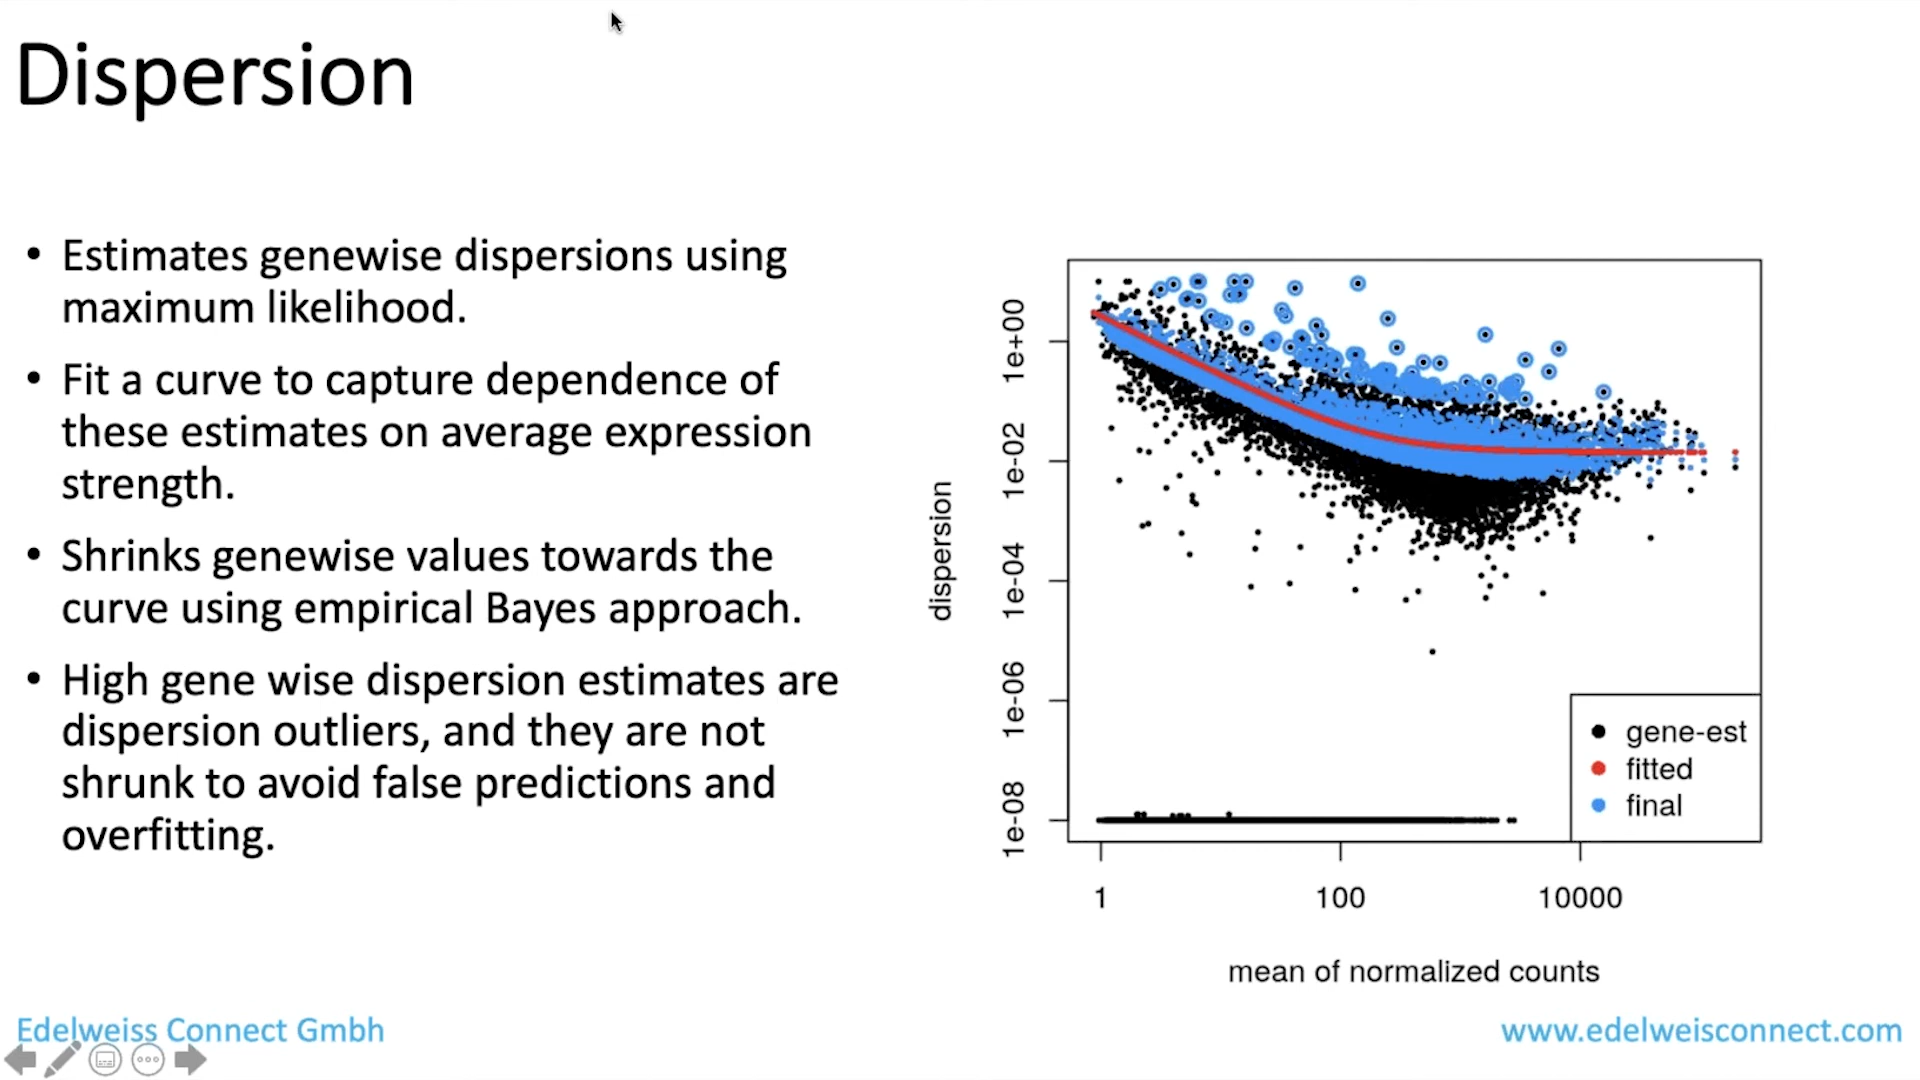 Dispersion
• Estimates genewise dispersions using
maximum likelihood.
• Fit a curve to capture dependence of
these estimates on average expression
strength.
• Shrinks genewise values towards the
curve using empirical Bayes approach.
• High gene wise dispersion estimates are
dispersion outliers, and they are not
shrunk to avoid false predictions and
overfitting.
dispersion
1e+00
1e-02
1e-04
1e-06
1e-08
gene-est
fitted
final
1 100 10000
mean of normalized counts
Edelweiss Connect Gmbh
www.edelweisconnect.com